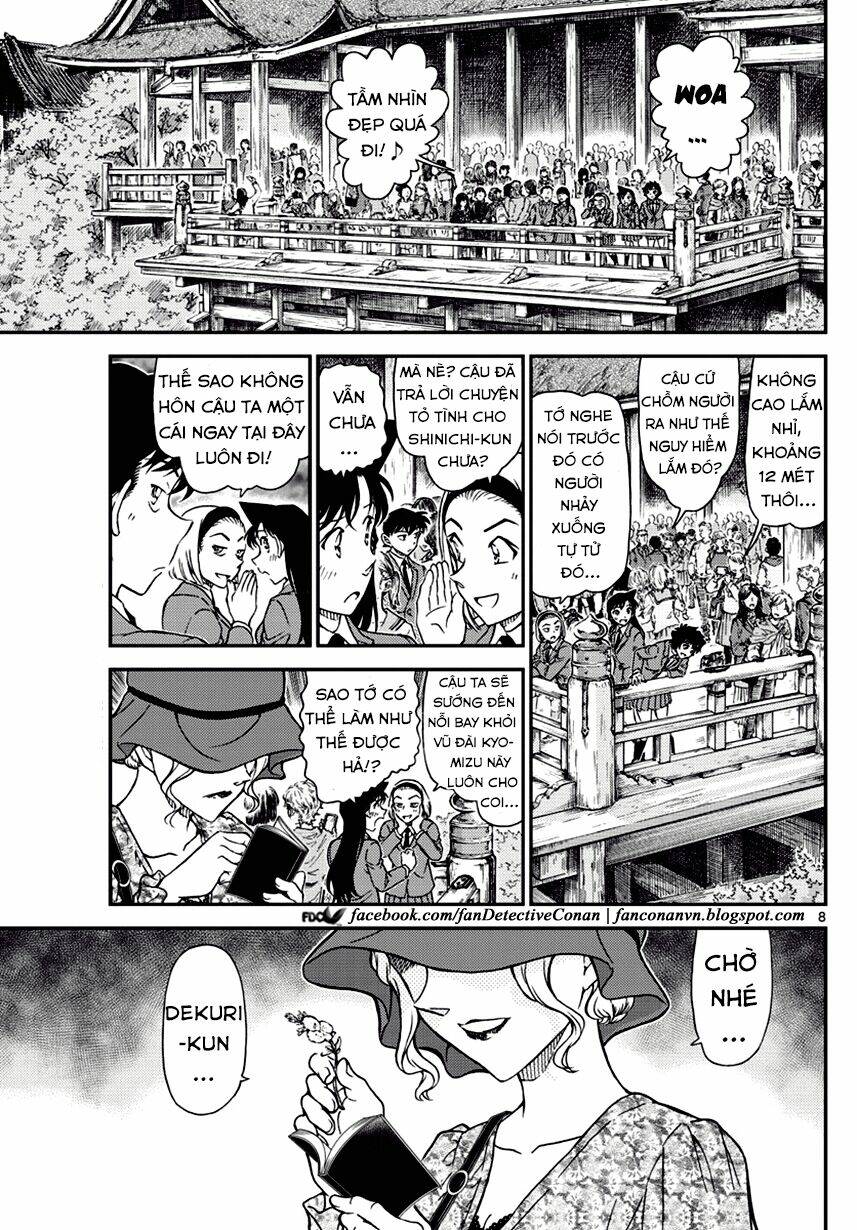 WOA
...
TẦM NHÌN
ĐẸP QUÁ
ĐI!♪
KHÔNG
CAO LẮM
NHỈ,
KHOẢNG
12 MÉT
THÔI...
CẬU CỨ
CHỒM NGƯỜI
RA NHƯ THẾ
NGUY HIỂM
LẮM ĐÓ?
TỚ NGHE
NÓI TRƯỚC
ĐÓ CÓ
NGƯỜI
NHẢY
XUỐNG
TỰ TỬ
ĐÓ...
MÀ NÈ? CẬU ĐÃ
TRẢ LỜI CHUYỆN
TỎ TÌNH CHO
SHINICHI-KUN
CHƯA?
VẪN
CHƯA
...
THẾ SAO KHÔNG
HÔN CẬU TA MỘT
CÁI NGAY TẠI ĐÂY
LUÔN ĐI!
CẬU TA SẼ
SƯỚNG ĐẾN
NỖI BAY KHỎI
VŨ ĐÀI KYO-
MIZU NÀY
LUÔN CHO
COI...
SAO TỚ CÓ
THỂ LÀM NHƯ
THẾ ĐƯỢC
HẢ!?
FDC facebook.com/fanDetectiveConan | fanconanvn.blogspot.com 8
CHỜ
NHÉ
...
DEKURI
-KUN
...